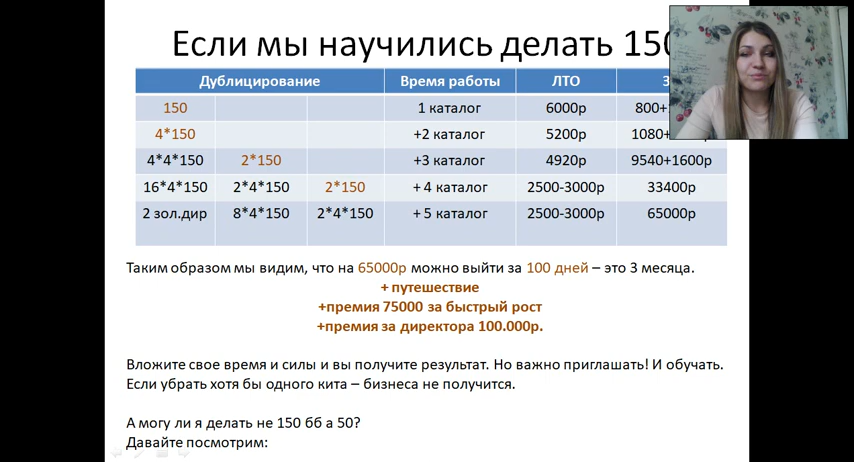 Если мы научились делать 150
Дублицирование Время работы ЛТО
150 1 каталог 6000р 800+
4*150 +2 каталог 5200р 1080+
4*4*150 2*150 +3 каталог 4920р 9540+1600р
16*4*150 2*4*150 2*150 + 4 каталог 2500-3000р 33400р
2 зол.дир 8*4*150 2*4*150 + 5 каталог 2500-3000р 65000р
Таким образом мы видим, что на 65000р можно выйти за 100 дней – это 3 месяца.
+ путешествие
+премия 75000 за быстрый рост
+премия за директора 100.000р.
Вложите свое время и силы и вы получите результат. Но важно приглашать! И обучать.
Если убрать хотя бы одного кита – бизнеса не получится.
А могу ли я делать не 150 бб а 50?
Давайте посмотрим: